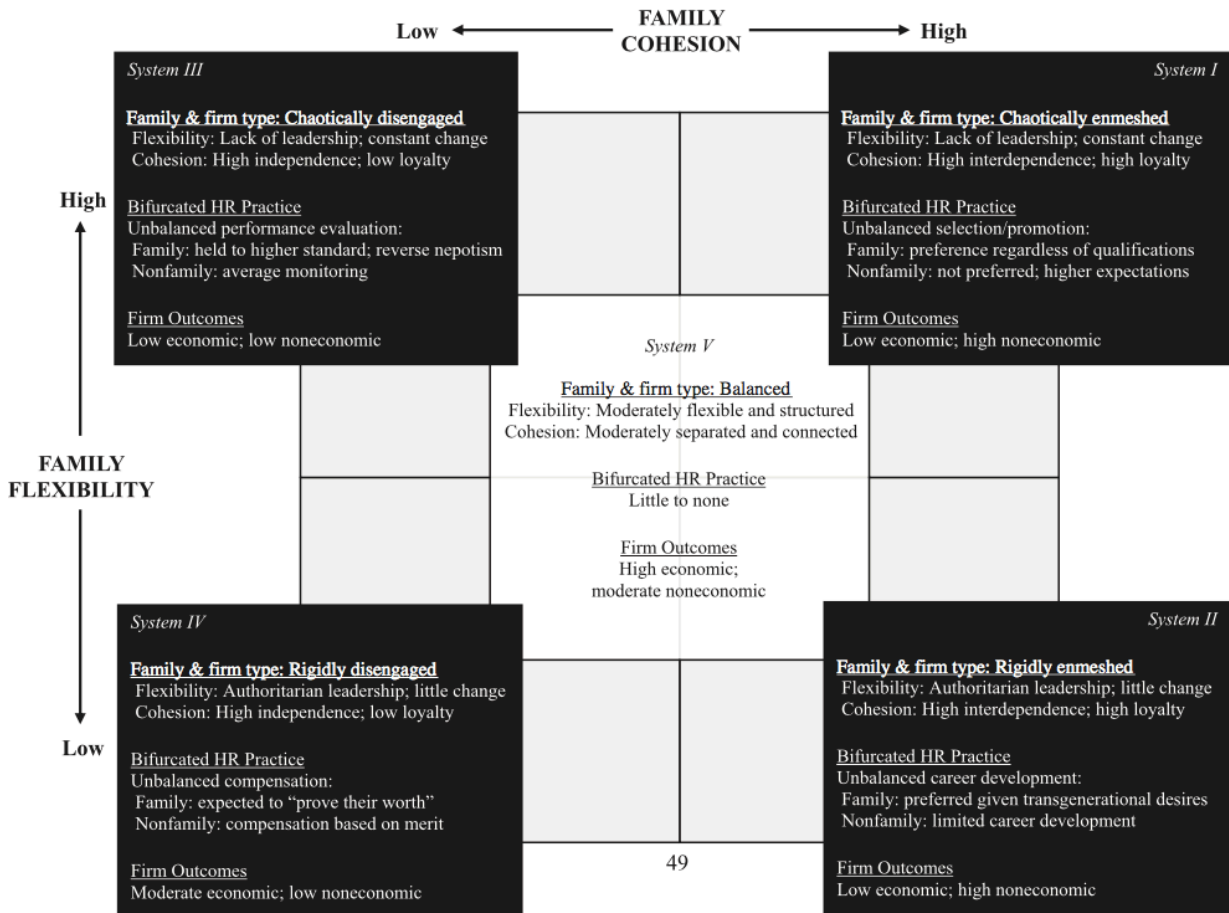 FAMILY
COHESION
Low
High
System III
Family & firm type: Chaotically disengaged
Flexibility: Lack of leadership; constant change
Cohesion: High independence; low loyalty
Bifurcated HR Practice
Unbalanced performance evaluation:
Family: held to higher standard; reverse nepotism
Nonfamily: average monitoring
Firm Outcomes
Low economic; low noneconomic
System I
Family & firm type: Chaotically enmeshed
Flexibility: Lack of leadership; constant change
Cohesion: High interdependence; high loyalty
Bifurcated HR Practice
Unbalanced selection/promotion:
Family: preference regardless of qualifications
Nonfamily: not preferred; higher expectations
Firm Outcomes
Low economic; high noneconomic
High
FAMILY
FLEXIBILITY
Low
System V
Family & firm type: Balanced
Flexibility: Moderately flexible and structured
Cohesion: Moderately separated and connected
Bifurcated HR Practice
Little to none
Firm Outcomes
High economic;
moderate noneconomic
System IV
Family & firm type: Rigidly disengaged
Flexibility: Authoritarian leadership; little change
Cohesion: High independence; low loyalty
Bifurcated HR Practice
Unbalanced compensation:
Family: expected to “prove their worth”
Nonfamily: compensation based on merit
Firm Outcomes
Moderate economic; low noneconomic
System II
Family & firm type: Rigidly enmeshed
Flexibility: Authoritarian leadership; little change
Cohesion: High interdependence; high loyalty
Bifurcated HR Practice
Unbalanced career development:
Family: preferred given transgenerational desires
Nonfamily: limited career development
Firm Outcomes
Low economic; high noneconomic
49